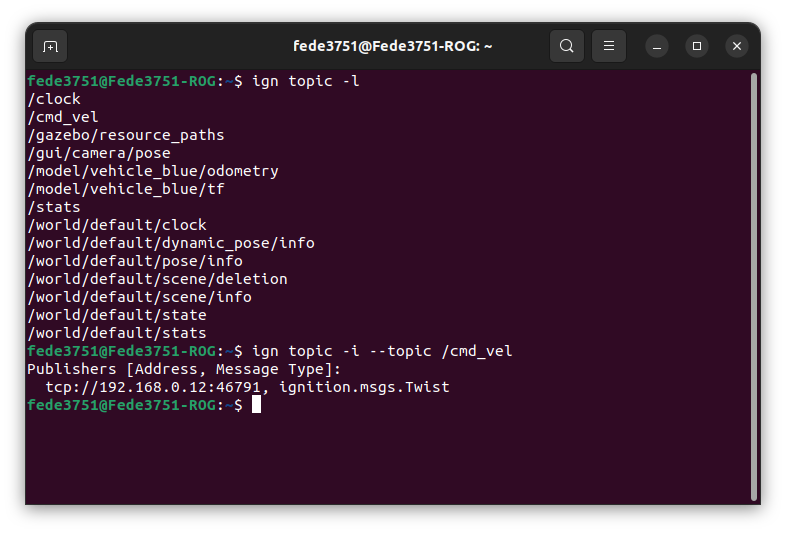 fede3751@Fede3751-ROG: ~
fede3751@Fede3751-ROG:~$ ign topic -l
/clock
/cmd_vel
/gazebo/resource_paths
/gui/camera/pose
/model/vehicle_blue/odometry
/model/vehicle_blue/tf
/stats
/world/default/clock
/world/default/dynamic_pose/info
/world/default/pose/info
/world/default/scene/deletion
/world/default/scene/info
/world/default/state
/world/default/stats
fede3751@Fede3751-ROG:~$ ign topic -i --topic /cmd_vel
Publishers [Address, Message Type]:
  tcp://192.168.0.12:46791, ignition.msgs.Twist
fede3751@Fede3751-ROG:~$